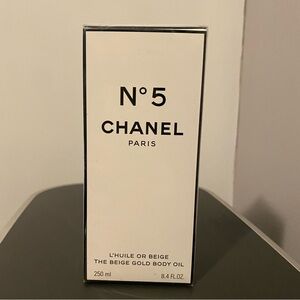 N°5
CHANEL
PARIS
L'HUILE OR BEIGE
THE BEIGE GOLD BODY OIL
250 ml 8.4 FL.OZ